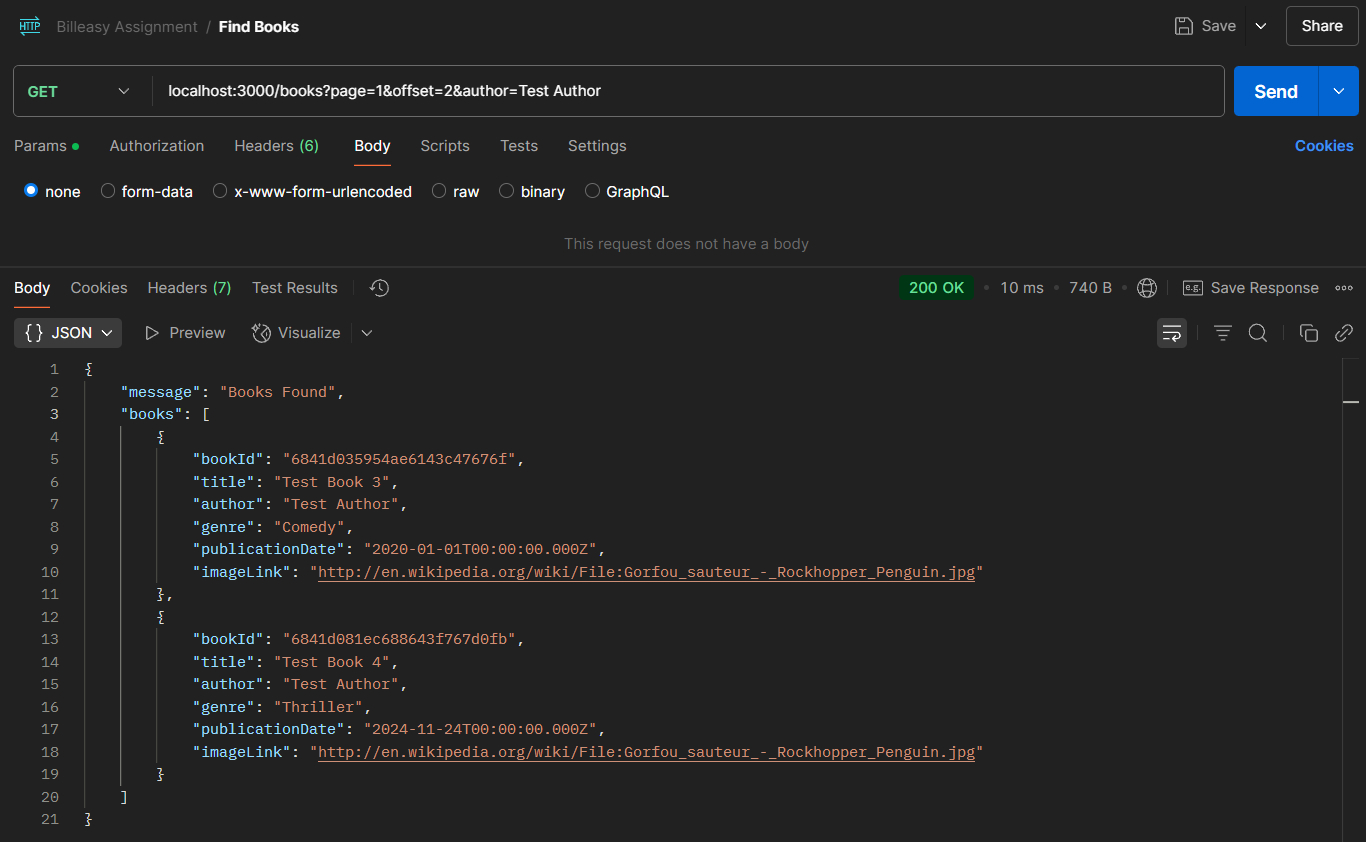 HTTP Billeasy Assignment / Find Books Save Share
GET localhost:3000/books?page=1&offset=2&author=Test Author Send
Params Authorization Headers (6) Body Scripts Tests Settings Cookies
none form-data x-www-form-urlencoded raw binary GraphQL
This request does not have a body
Body Cookies Headers (7) Test Results 200 OK • 10 ms • 740 B • e.g. Save Response
{} JSON Preview Visualize
1 {
2 "message": "Books Found",
3 "books": [
4 {
5 "bookId": "6841d035954ae6143c47676f",
6 "title": "Test Book 3",
7 "author": "Test Author",
8 "genre": "Comedy",
9 "publicationDate": "2020-01-01T00:00:00.000Z",
10 "imageLink": "http://en.wikipedia.org/wiki/File:Gorfou_sauteur_-_Rockhopper_Penguin.jpg"
11 },
12 {
13 "bookId": "6841d081ec688643f767d0fb",
14 "title": "Test Book 4",
15 "author": "Test Author",
16 "genre": "Thriller",
17 "publicationDate": "2024-11-24T00:00:00.000Z",
18 "imageLink": "http://en.wikipedia.org/wiki/File:Gorfou_sauteur_-_Rockhopper_Penguin.jpg"
19 }
20 ]
21 }